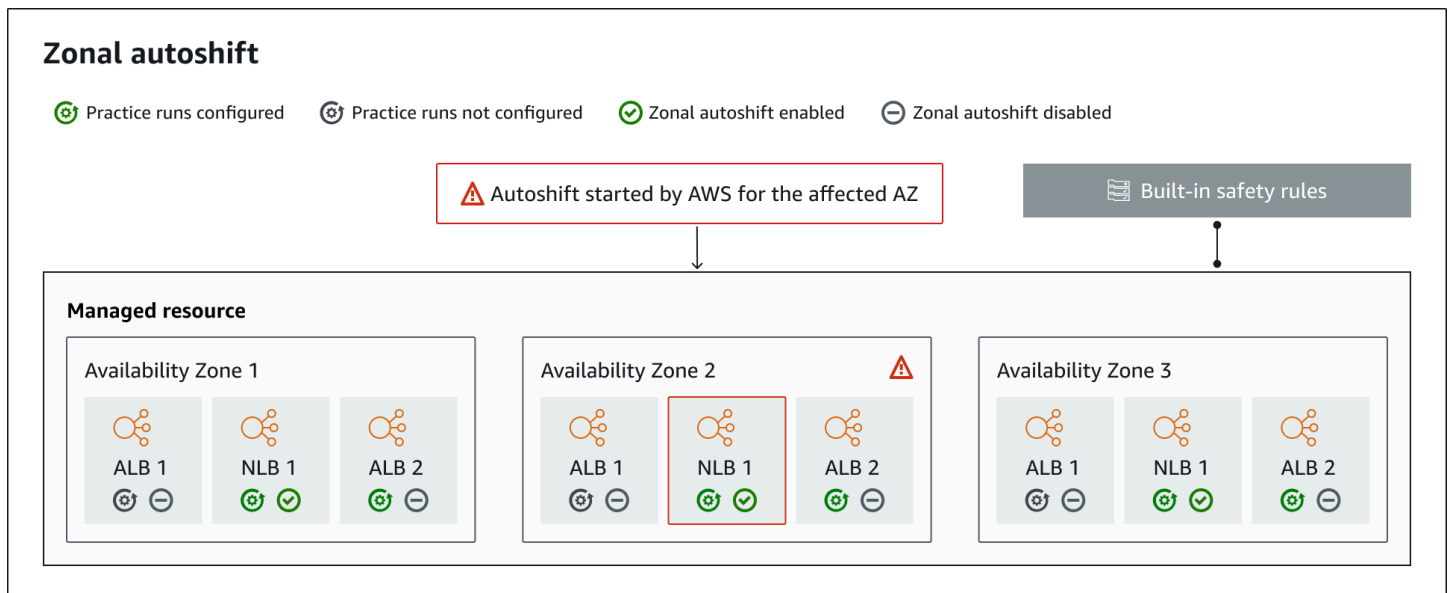 Zonal autoshift
Practice runs configured
Practice runs not configured
Zonal autoshift enabled
Zonal autoshift disabled
Autoshift started by AWS for the affected AZ
Built-in safety rules
Managed resource
Availability Zone 1
ALB 1
NLB 1
ALB 2
Availability Zone 2
ALB 1
NLB 1
ALB 2
Availability Zone 3
ALB 1
NLB 1
ALB 2